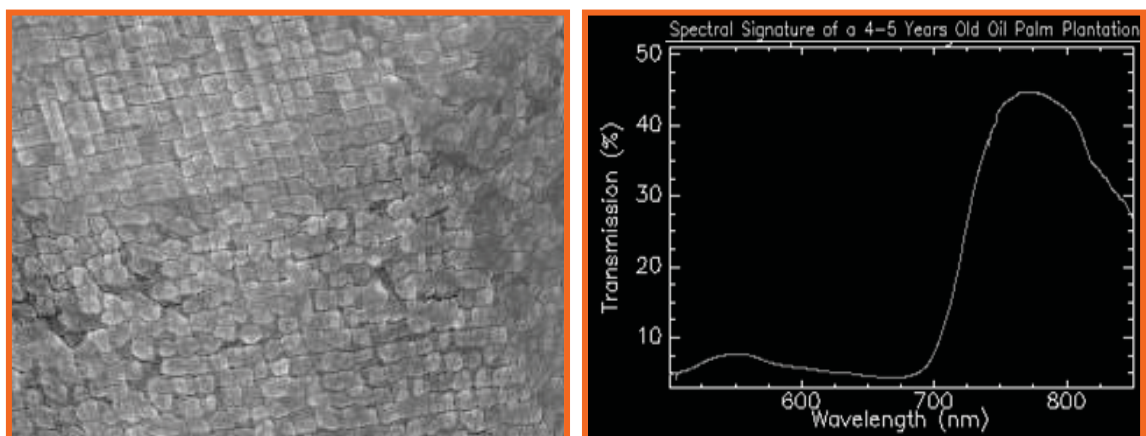 Spectral Signature of a 4-5 Years Old Oil Palm Plantation
50
40
30
20
10
Transmission (%)
600
700
800
Wavelength (nm)